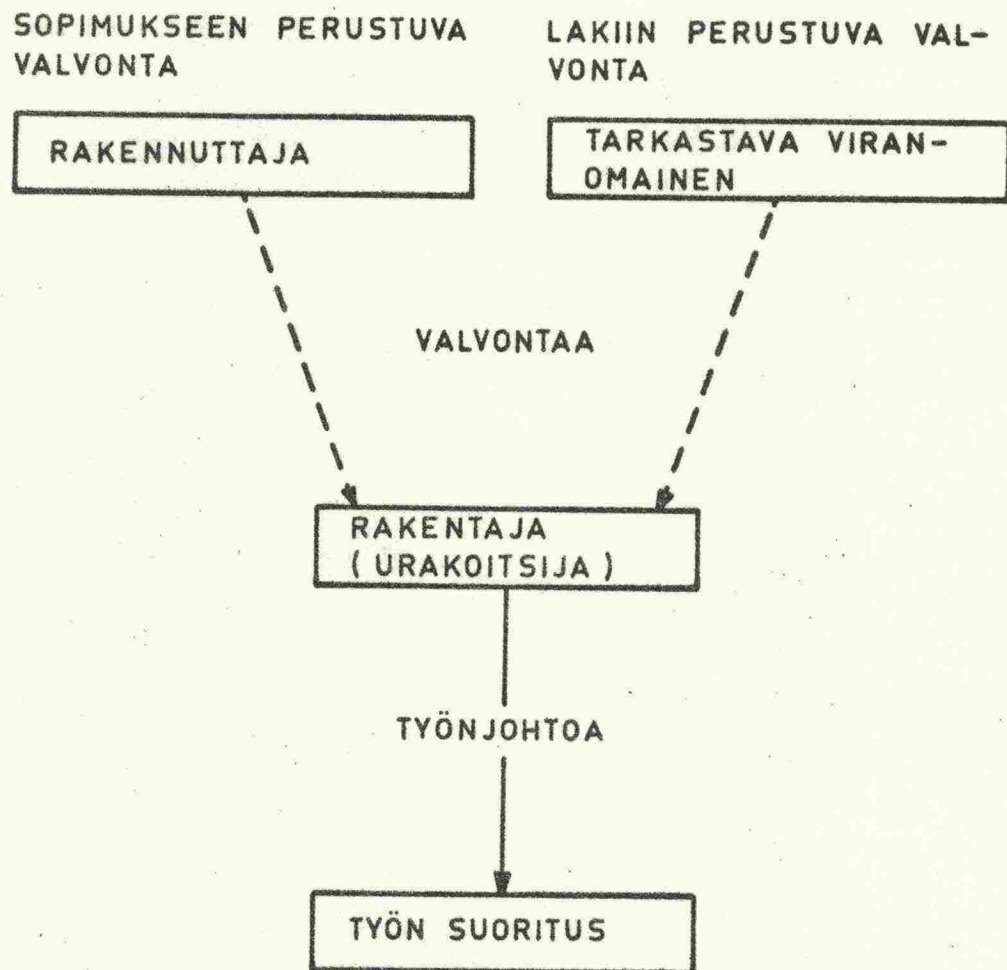 SOPIMUKSEEN PERUSTUVA
VALVONTA
LAKIIN PERUSTUVA VAL-
VONTA
RAKENNUTTAJA
TARKASTAVA VIRAN-
OMAINEN
VALVONTAA
RAKENTAJA
( URAKOITSIJA )
TYÖNJOHTOA
TYÖN SUORITUS